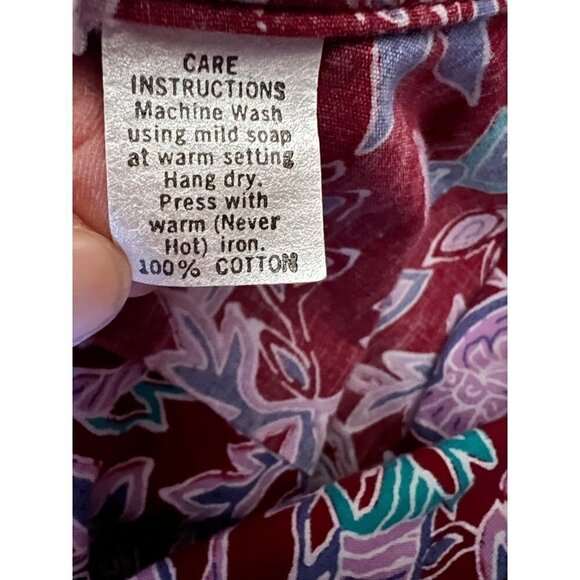 CARE
INSTRUCTIONS
Machine Wash
using mild soap
at warm setting
Hang dry.
Press with
warm (Never
Hot) iron.
100% COTTON